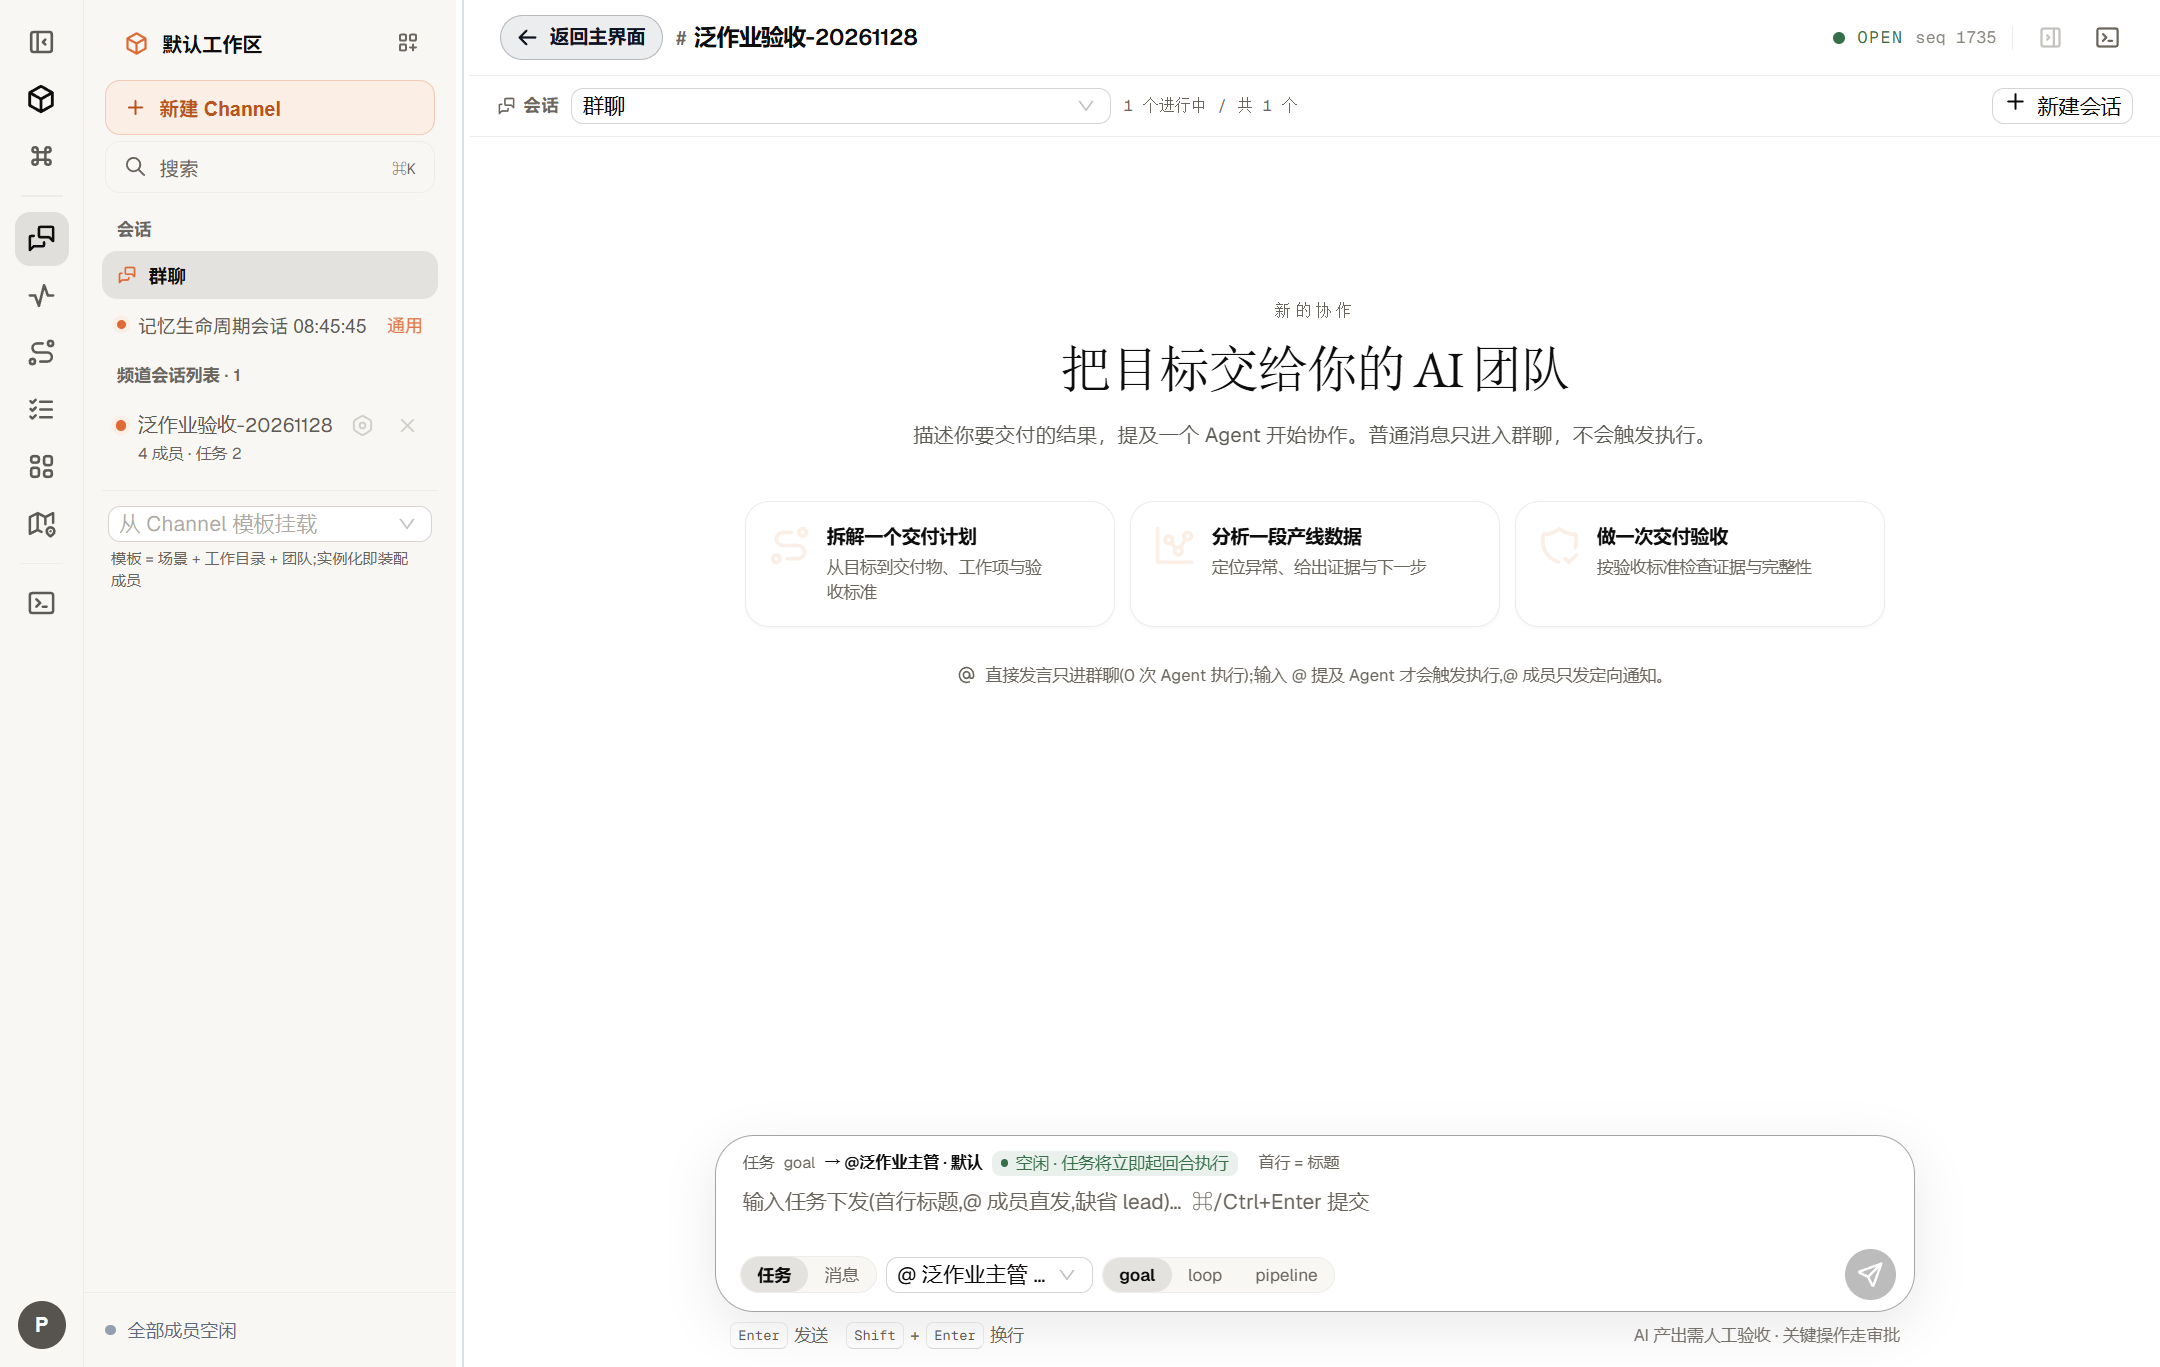 默认工作区
新建 Channel
搜索 ⌘K
会话
群聊
记忆生命周期会话 08:45:45 通用
频道会话列表 · 1
泛作业验收-20261128
4 成员 · 任务 2
从 Channel 模板挂载
模板 = 场景 + 工作目录 + 团队;实例化即装配
成员
P
全部成员空闲
返回主界面 # 泛作业验收-20261128
OPEN seq 1735
会话 群聊 1 个进行中 / 共 1 个
新建会话
新的协作
把目标交给你的 AI 团队
描述你要交付的结果，提及一个 Agent 开始协作。普通消息只进入群聊，不会触发执行。
拆解一个交付计划
从目标到交付物、工作项与验
收标准
分析一段产线数据
定位异常、给出证据与下一步
做一次交付验收
按验收标准检查证据与完整性
@ 直接发言只进群聊(0 次 Agent 执行);输入 @ 提及 Agent 才会触发执行,@ 成员只发定向通知。
任务 goal → @泛作业主管 · 默认 空闲 · 任务将立即起回合执行 首行 = 标题
输入任务下发(首行标题,@ 成员直发,缺省 lead)... ⌘/Ctrl+Enter 提交
任务 消息 @ 泛作业主管 ... goal loop pipeline
Enter 发送 Shift + Enter 换行
AI 产出需人工验收 · 关键操作走审批